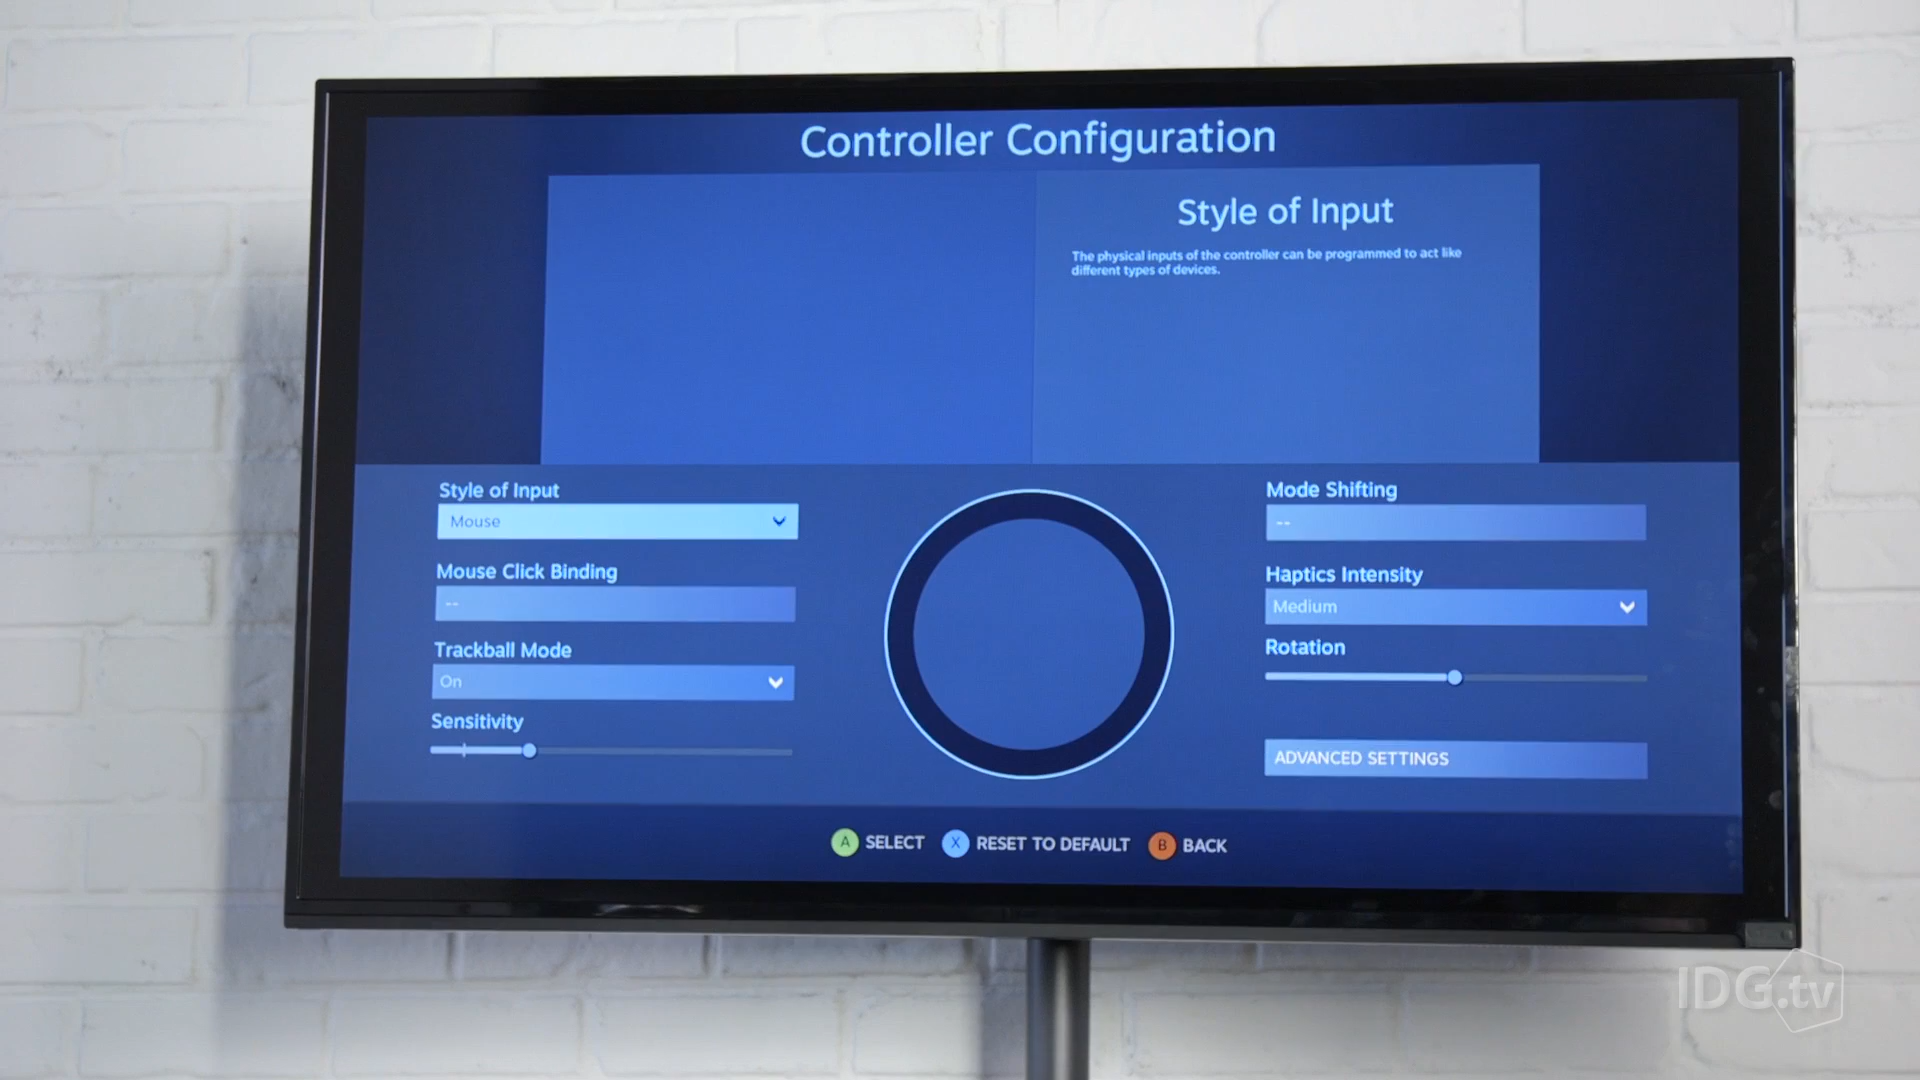 Controller Configuration
Style of Input
The physical inputs of the controller can be programmed to act like
different types of devices.
Style of Input
Mouse
Mouse Click Binding
--
Trackball Mode
On
Sensitivity
Mode Shifting
--
Haptics Intensity
Medium
Rotation
ADVANCED SETTINGS
A SELECT X RESET TO DEFAULT B BACK
IDG.tv